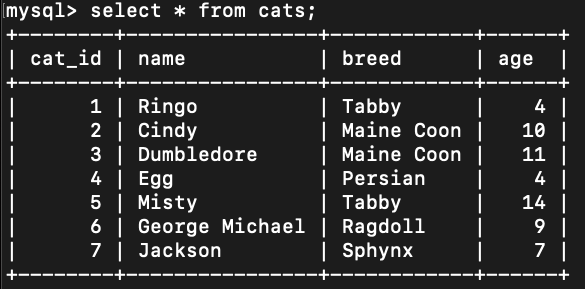 mysql> select * from cats;
+--------+----------------+------------+------+
| cat_id | name           | breed      | age  |
+--------+----------------+------------+------+
|      1 | Ringo          | Tabby      |    4 |
|      2 | Cindy          | Maine Coon |   10 |
|      3 | Dumbledore     | Maine Coon |   11 |
|      4 | Egg            | Persian    |    4 |
|      5 | Misty          | Tabby      |   14 |
|      6 | George Michael | Ragdoll    |    9 |
|      7 | Jackson        | Sphynx     |    7 |
+--------+----------------+------------+------+